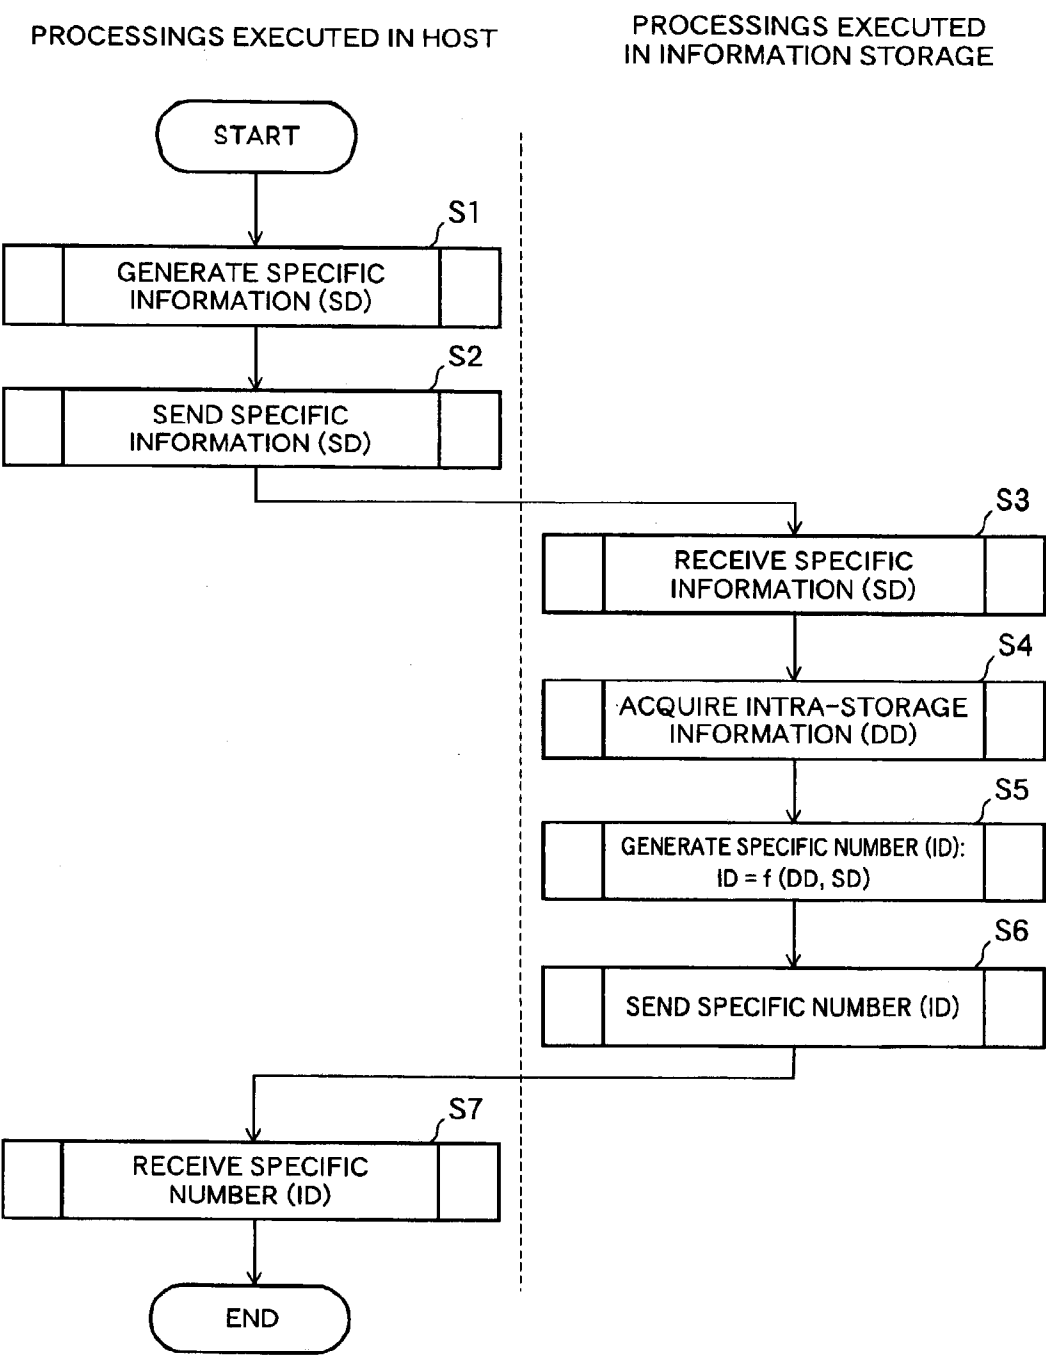 PROCESSINGS EXECUTED IN HOST
PROCESSINGS EXECUTED
IN INFORMATION STORAGE
START
S1
GENERATE SPECIFIC
INFORMATION (SD)
S2
SEND SPECIFIC
INFORMATION (SD)
S3
RECEIVE SPECIFIC
INFORMATION (SD)
S4
ACQUIRE INTRA-STORAGE
INFORMATION (DD)
S5
GENERATE SPECIFIC NUMBER (ID):
ID = f (DD, SD)
S6
SEND SPECIFIC NUMBER (ID)
S7
RECEIVE SPECIFIC
NUMBER (ID)
END